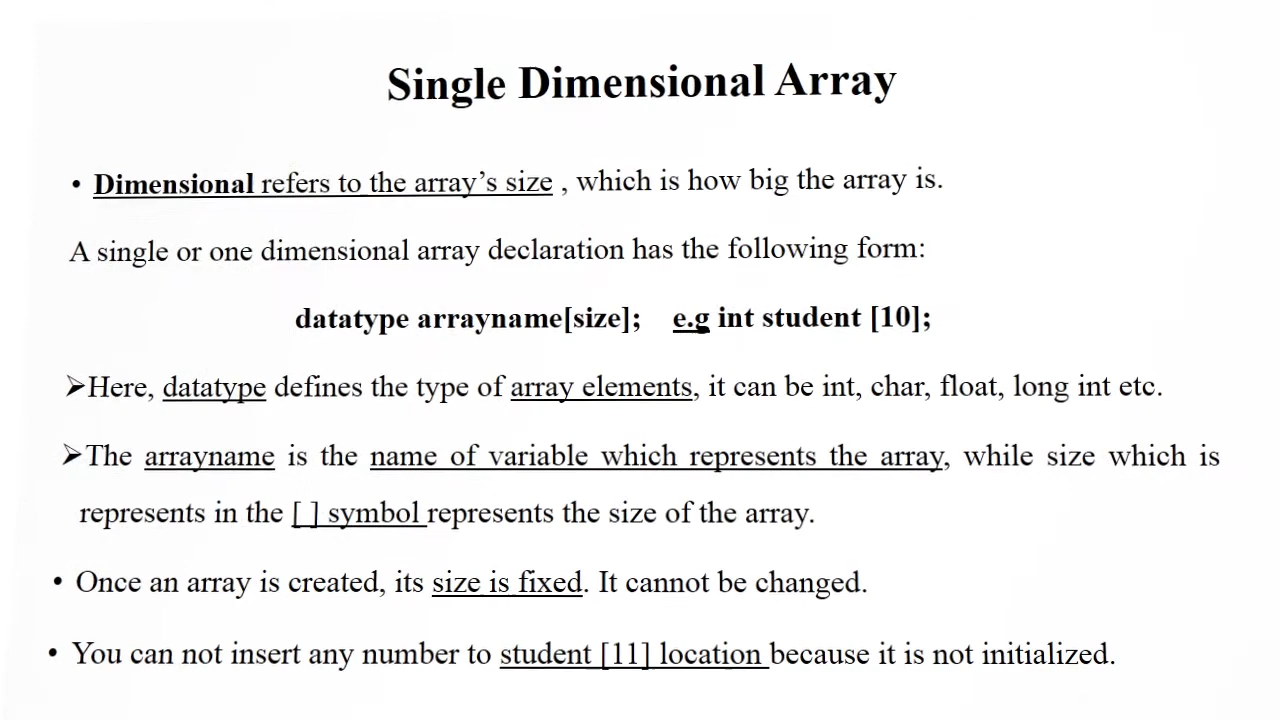 Single Dimensional Array
• Dimensional refers to the array’s size , which is how big the array is.
A single or one dimensional array declaration has the following form:
datatype arrayname[size]; e.g int student [10];
➢Here, datatype defines the type of array elements, it can be int, char, float, long int etc.
➢The arrayname is the name of variable which represents the array, while size which is
represents in the [ ] symbol represents the size of the array.
• Once an array is created, its size is fixed. It cannot be changed.
• You can not insert any number to student [11] location because it is not initialized.